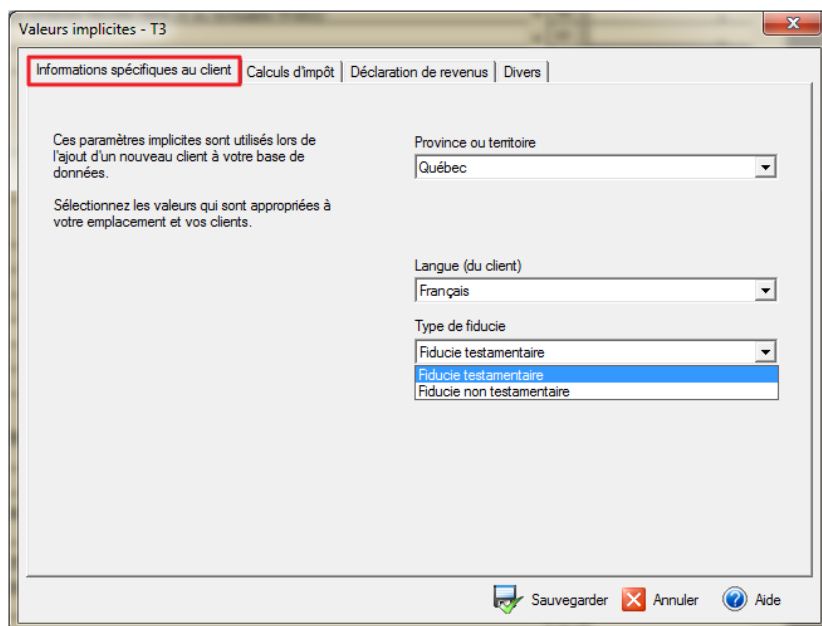 Valeurs implicites - T3
Informations spécifiques au client
Calculs d'impôt
Déclaration de revenus
Divers
Ces paramètres implicites sont utilisés lors de
l'ajout d'un nouveau client à votre base de
données.
Sélectionnez les valeurs qui sont appropriées à
votre emplacement et vos clients.
Province ou territoire
Québec
Langue (du client)
Français
Type de fiducie
Fiducie testamentaire
Fiducie testamentaire
Fiducie non testamentaire
Sauvegarder
Annuler
Aide